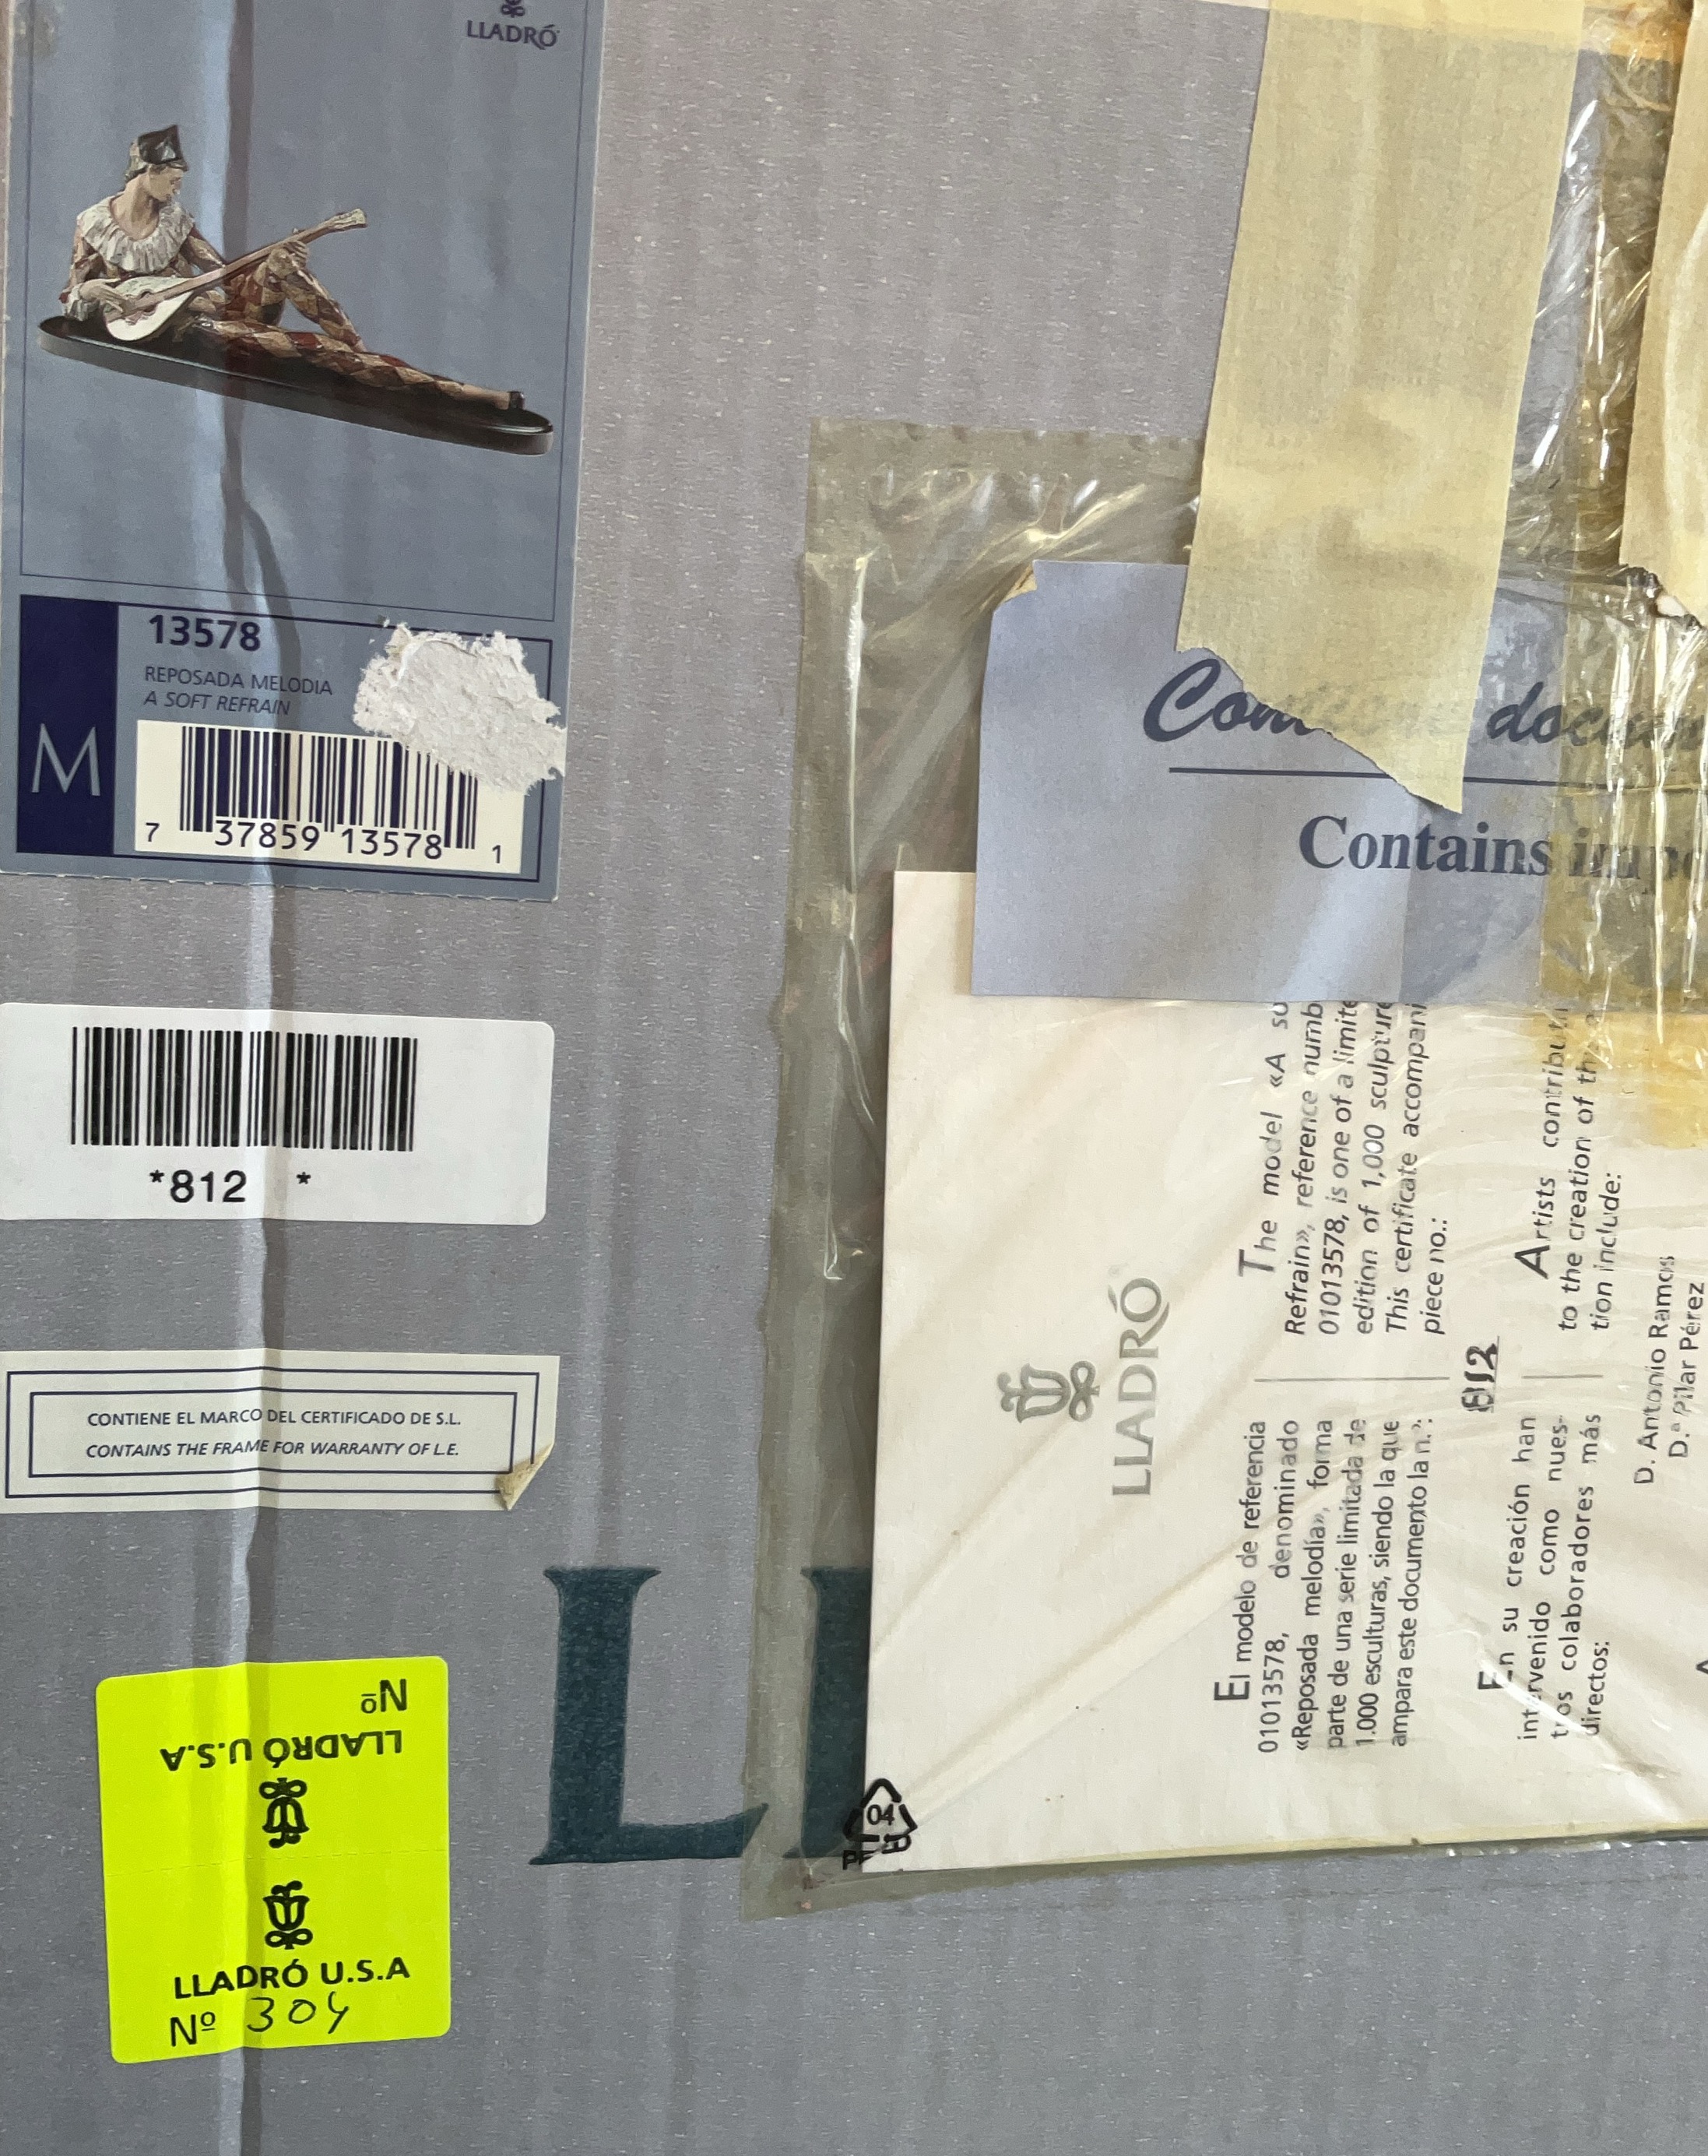 LLADRÓ
13578
REPOSADA MELODIA
A SOFT REFRAIN
M
7 37859 13578 1
*812 *
CONTIENE EL MARCO DEL CERTIFICADO DE S.L.
CONTAINS THE FRAME FOR WARRANTY OF L.E.
Nº
LLADRÓ U.S.A
LLADRÓ U.S.A
Nº 304
LL
04
Contains
LLADRÓ
El modelo de referencia
01013578, denominado
«Reposada melodía», forma
parte de una serie limitada de
1.000 esculturas, siendo la que
ampara este documento la n.º:
The model «A
Refrain», reference
01013578, is one of a
edition of 1,000
This certificate
piece no.:
812
En su creación han
intervenido como nues-
tros colaboradores más
directos:
Artists
to the creation of
tion include:
D. Antonio Ramos
D.ª Pilar Pérez